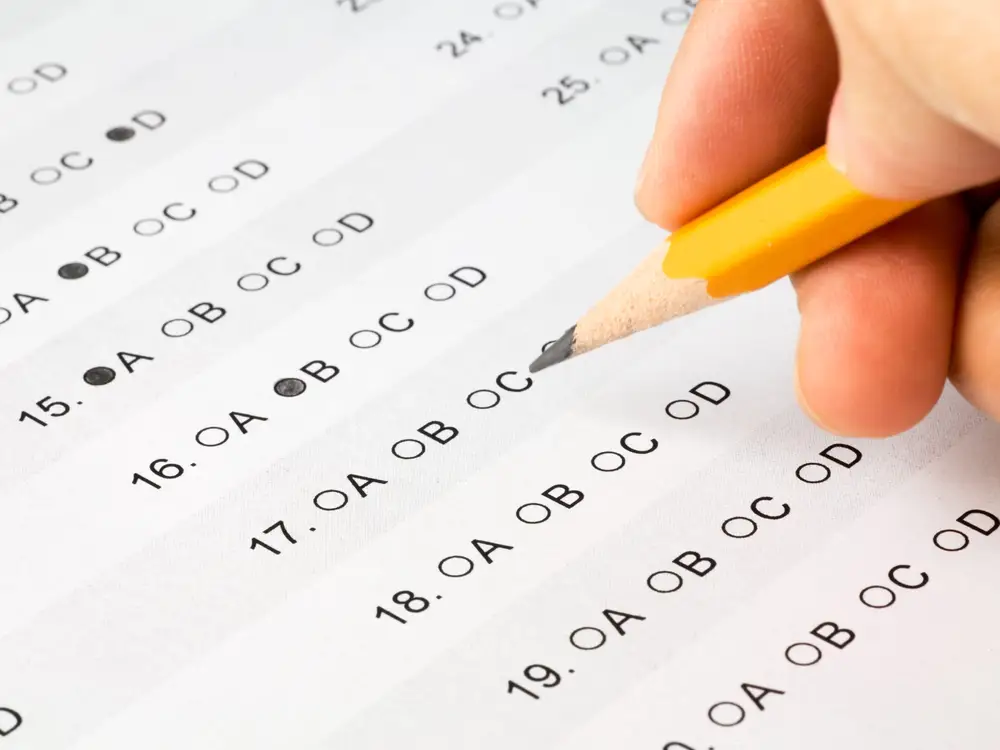 D
B C D
A B C D
15. A B C D
16. A B C D
17. A B C
18. A B C D
19. A B C D
A B C D
24. A
25. A
D